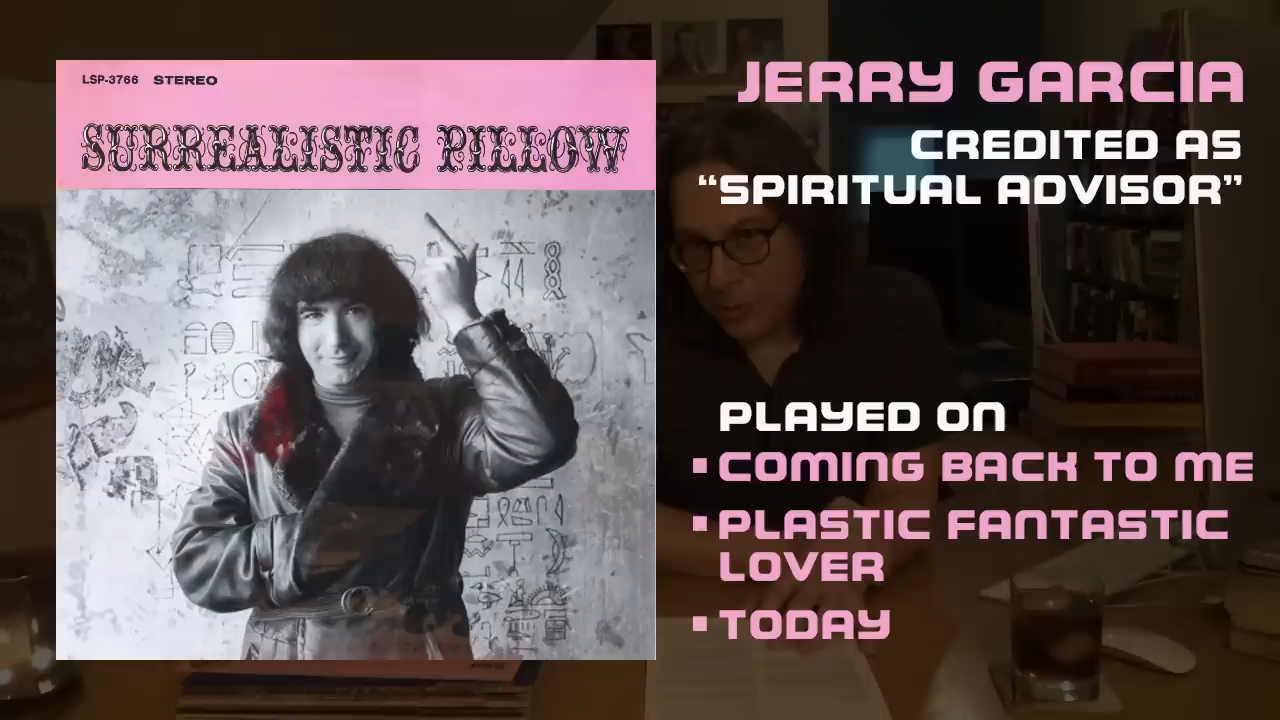 LSP-3766 STEREO
SURREALISTIC PILLOW
JERRY GARCIA
CREDITED AS
“SPIRITUAL ADVISOR”
PLAYED ON
▪ COMING BACK TO ME
▪ PLASTIC FANTASTIC
LOVER
▪ TODAY